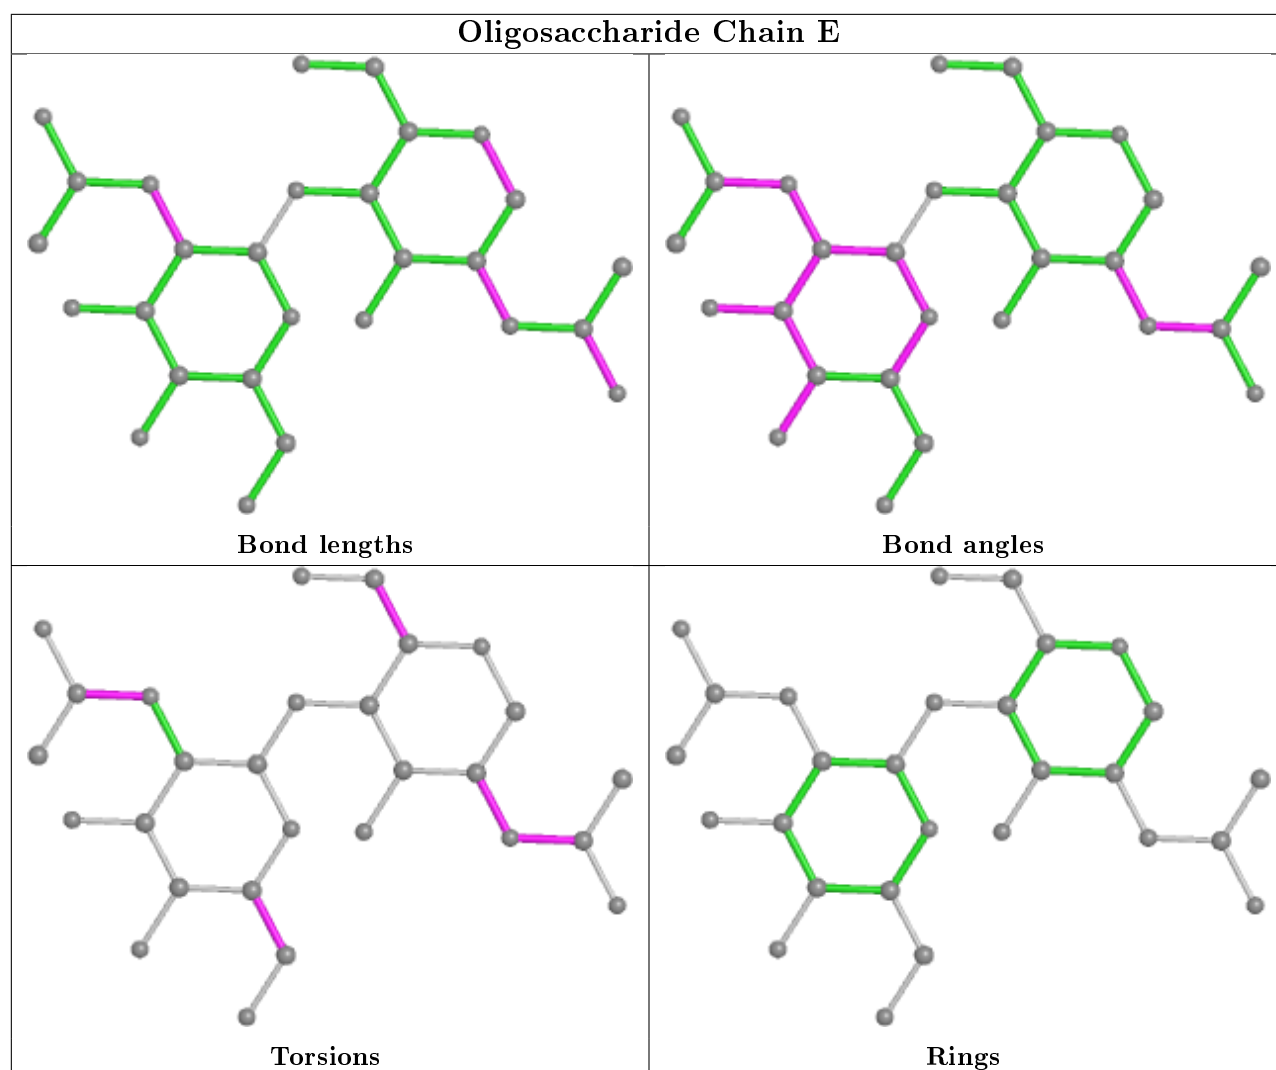 Oligosaccharide Chain E
Bond lengths
Bond angles
Torsions
Rings